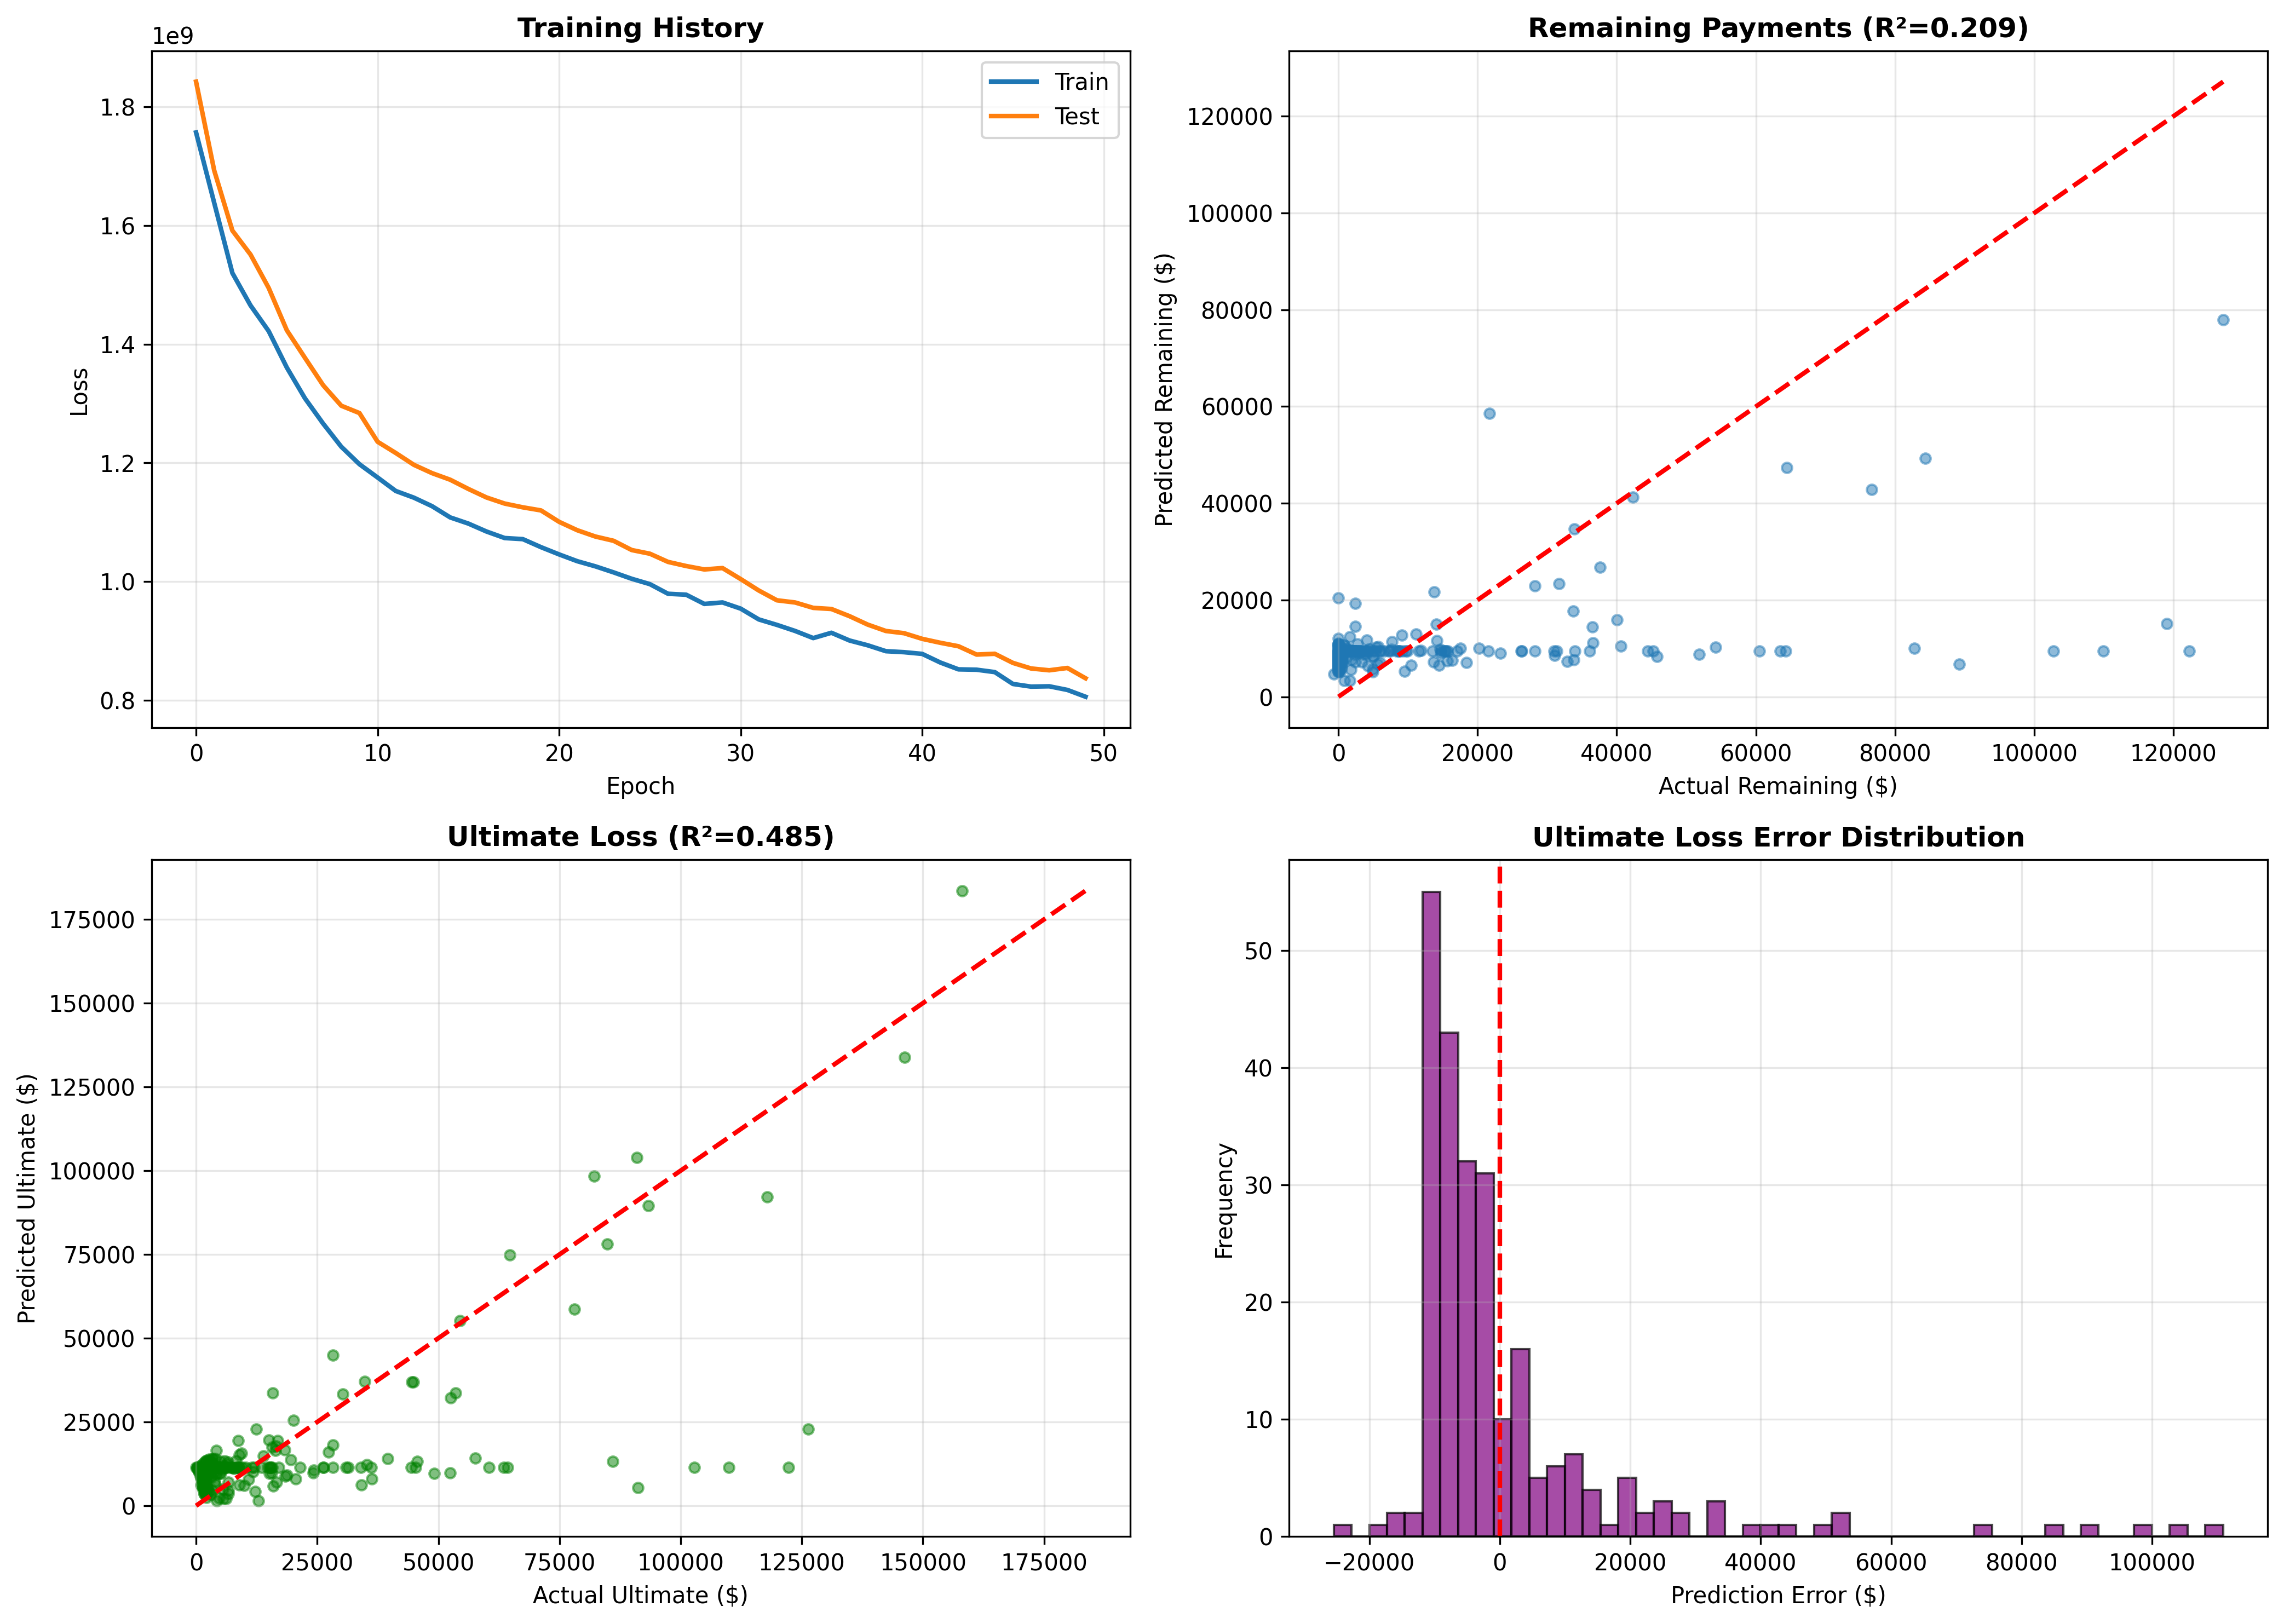 Training History
1e9
1.8
1.6
1.4
1.2
1.0
0.8
Loss
Train
Test
0 10 20 30 40 50
Epoch
Remaining Payments (R²=0.209)
120000
100000
80000
60000
40000
20000
0
Predicted Remaining ($)
0 20000 40000 60000 80000 100000 120000
Actual Remaining ($)
Ultimate Loss (R²=0.485)
175000
150000
125000
100000
75000
50000
25000
0
Predicted Ultimate ($)
0 25000 50000 75000 100000 125000 150000 175000
Actual Ultimate ($)
Ultimate Loss Error Distribution
50
40
30
20
10
0
Frequency
−20000 0 20000 40000 60000 80000 100000
Prediction Error ($)